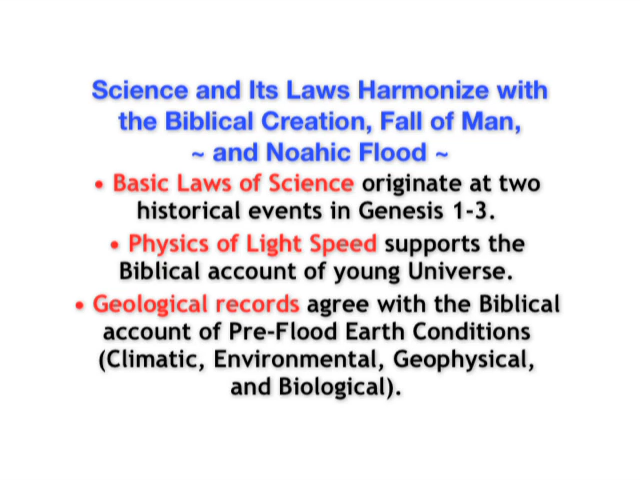 Science and Its Laws Harmonize with
the Biblical Creation, Fall of Man,
~ and Noahic Flood ~
• Basic Laws of Science originate at two
historical events in Genesis 1-3.
• Physics of Light Speed supports the
Biblical account of young Universe.
• Geological records agree with the Biblical
account of Pre-Flood Earth Conditions
(Climatic, Environmental, Geophysical,
and Biological).